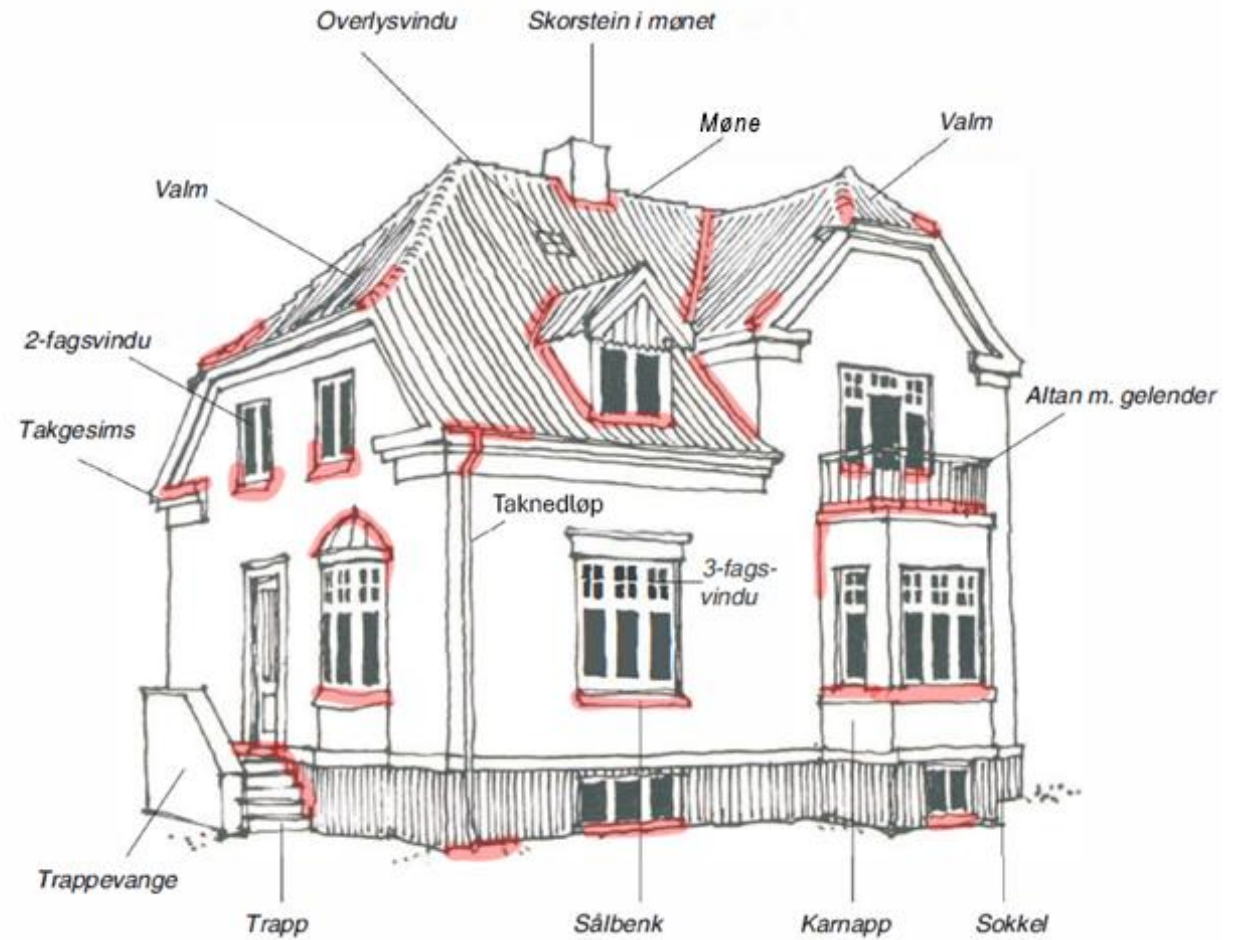 Overlysvindu
Skorstein i mønet
Møne
Valm
Valm
2-fagsvindu
Takgesims
Altan m. gelender
Taknedløp
3-fags-
vindu
Trappevange
Trapp
Sålbenk
Karnapp
Sokkel